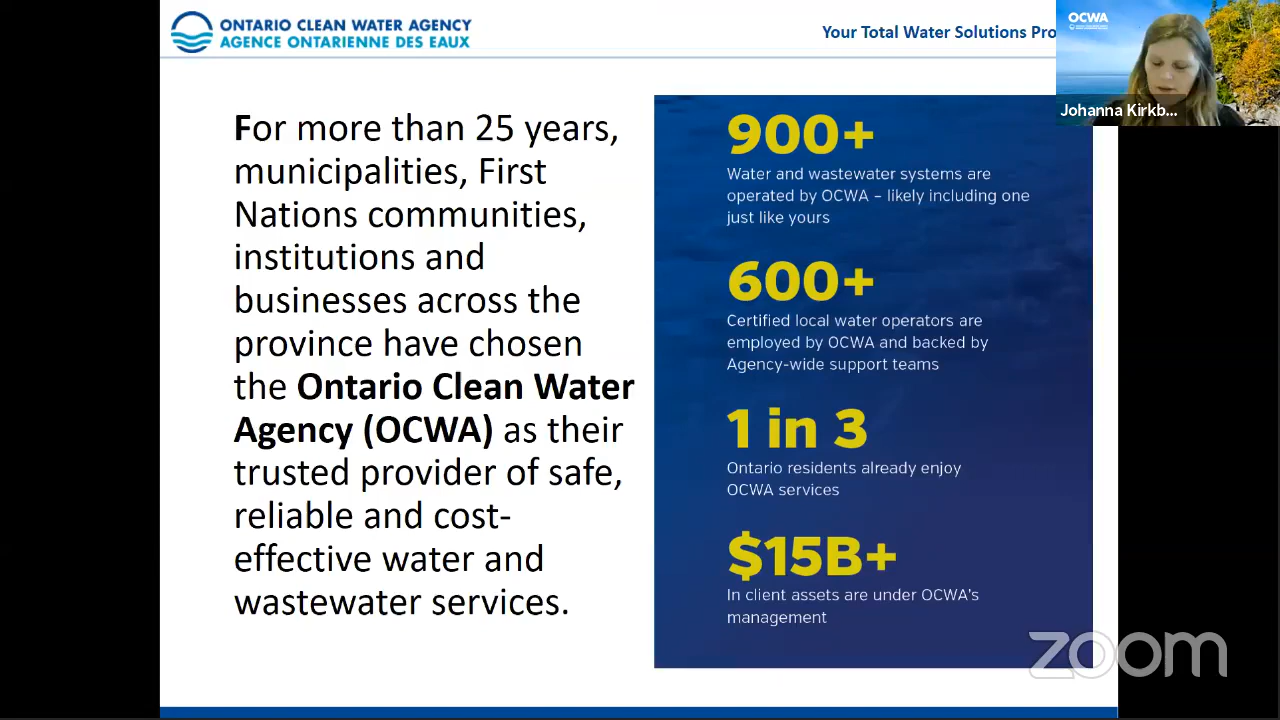 ONTARIO CLEAN WATER AGENCY
AGENCE ONTARIENNE DES EAUX
Your Total Water Solutions Pro
OCWA
Johanna Kirkb...
For more than 25 years,
municipalities, First
Nations communities,
institutions and
businesses across the
province have chosen
the Ontario Clean Water
Agency (OCWA) as their
trusted provider of safe,
reliable and cost-
effective water and
wastewater services.
900+
Water and wastewater systems are
operated by OCWA – likely including one
just like yours
600+
Certified local water operators are
employed by OCWA and backed by
Agency-wide support teams
1 in 3
Ontario residents already enjoy
OCWA services
$15B+
In client assets are under OCWA's
management
zoom